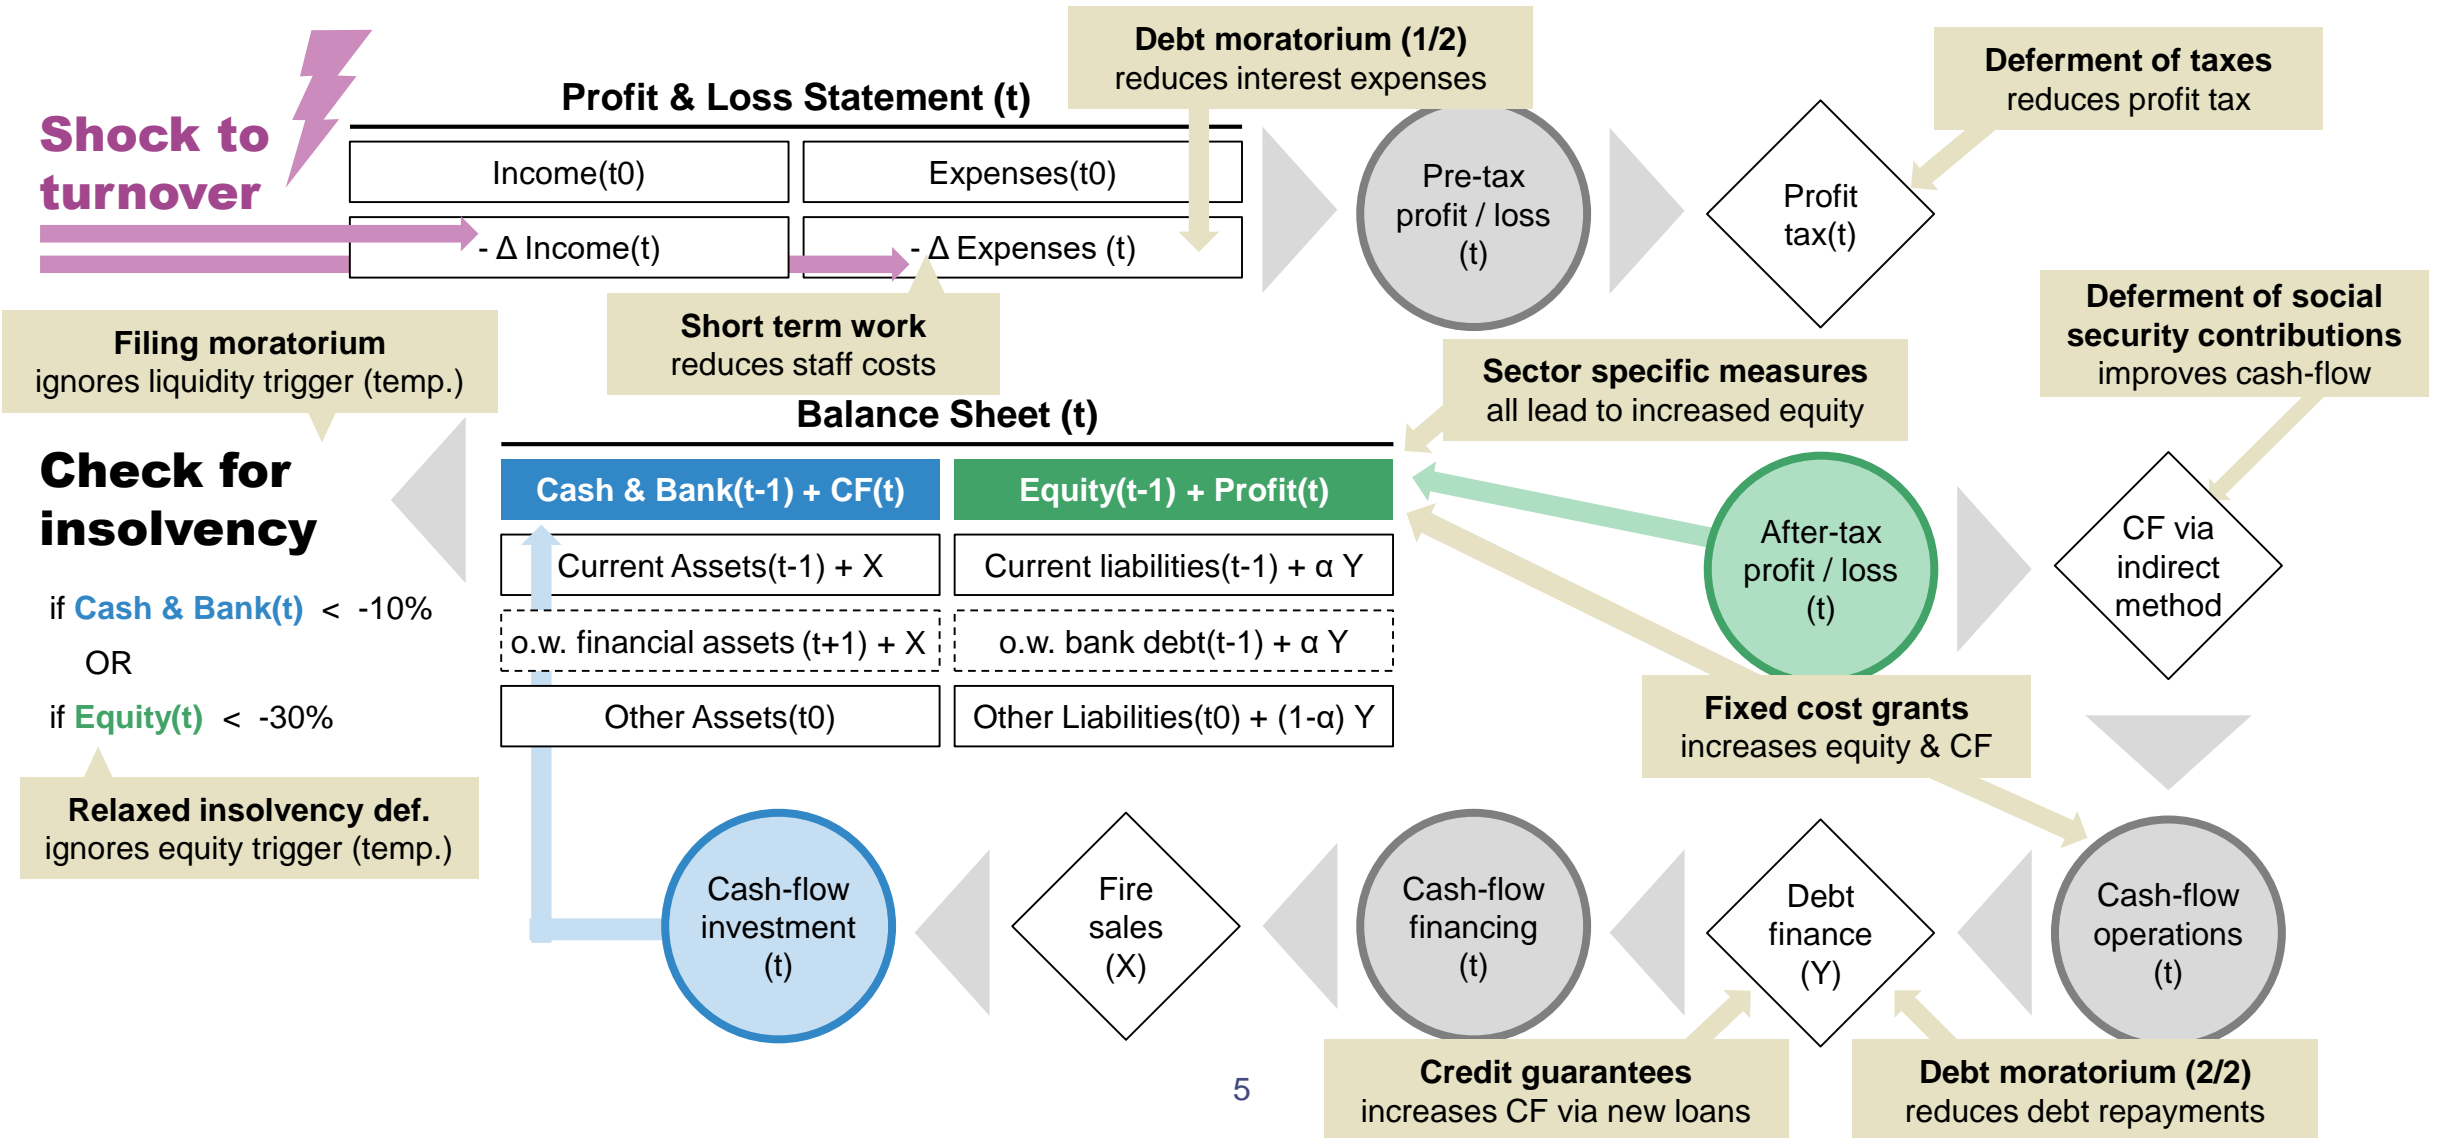 Debt moratorium (1/2)
reduces interest expenses
Deferment of taxes
reduces profit tax
Profit & Loss Statement (t)
Shock to
turnover
Income(t0)
Expenses(t0)
- Δ Income(t)
- Δ Expenses (t)
Pre-tax
profit / loss
(t)
Profit
tax(t)
Short term work
reduces staff costs
Filing moratorium
ignores liquidity trigger (temp.)
Deferment of social
security contributions
improves cash-flow
Sector specific measures
all lead to increased equity
Balance Sheet (t)
Check for
insolvency
if Cash & Bank(t) < -10%
OR
if Equity(t) < -30%
Cash & Bank(t-1) + CF(t)
Equity(t-1) + Profit(t)
Current Assets(t-1) + X
Current liabilities(t-1) + α Y
o.w. financial assets (t+1) + X
o.w. bank debt(t-1) + α Y
Other Assets(t0)
Other Liabilities(t0) + (1-α) Y
After-tax
profit / loss
(t)
CF via
indirect
method
Fixed cost grants
increases equity & CF
Relaxed insolvency def.
ignores equity trigger (temp.)
Cash-flow
investment
(t)
Fire
sales
(X)
Cash-flow
financing
(t)
Debt
finance
(Y)
Cash-flow
operations
(t)
Credit guarantees
increases CF via new loans
Debt moratorium (2/2)
reduces debt repayments
5